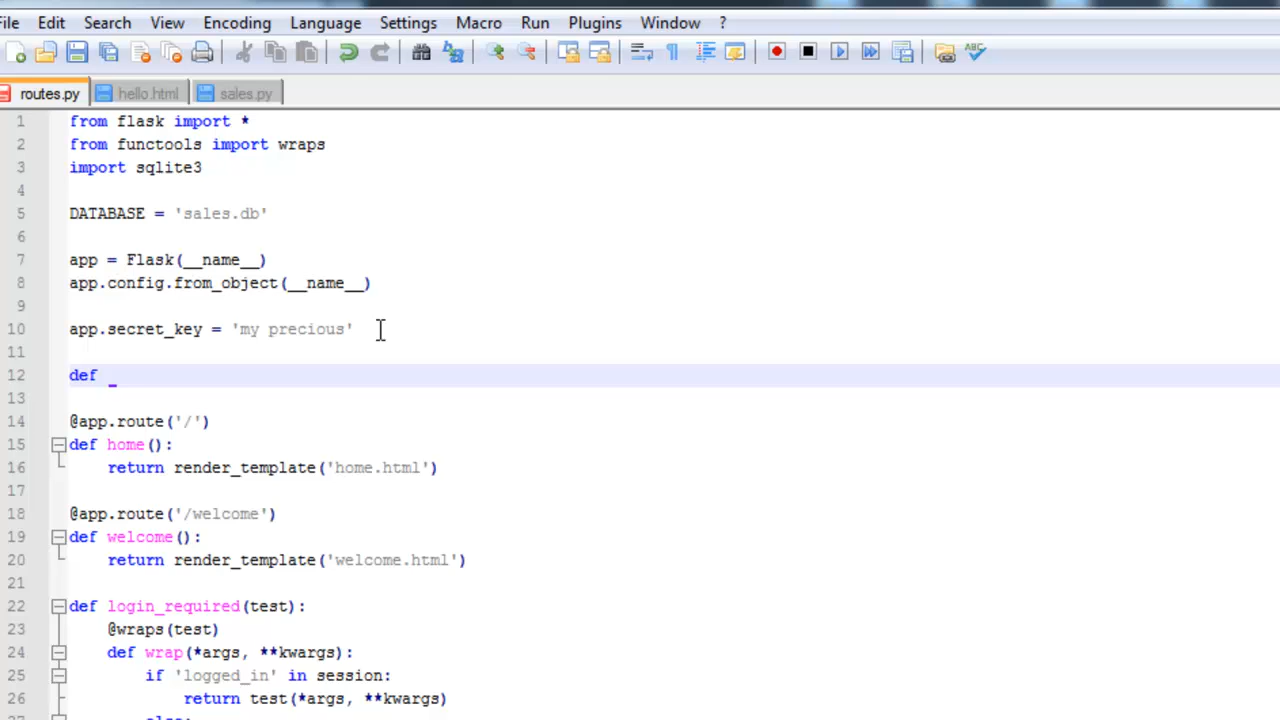 File Edit Search View Encoding Language Settings Macro Run Plugins Window ?
ABC
routes.py hello.html sales.py
1 from flask import *
2 from functools import wraps
3 import sqlite3
4
5 DATABASE = 'sales.db'
6
7 app = Flask(__name__)
8 app.config.from_object(__name__)
9
10 app.secret_key = 'my precious'
11
12 def _
13
14 @app.route('/')
15 def home():
16 return render_template('home.html')
17
18 @app.route('/welcome')
19 def welcome():
20 return render_template('welcome.html')
21
22 def login_required(test):
23 @wraps(test)
24 def wrap(*args, **kwargs):
25 if 'logged_in' in session:
26 return test(*args, **kwargs)
27 else: